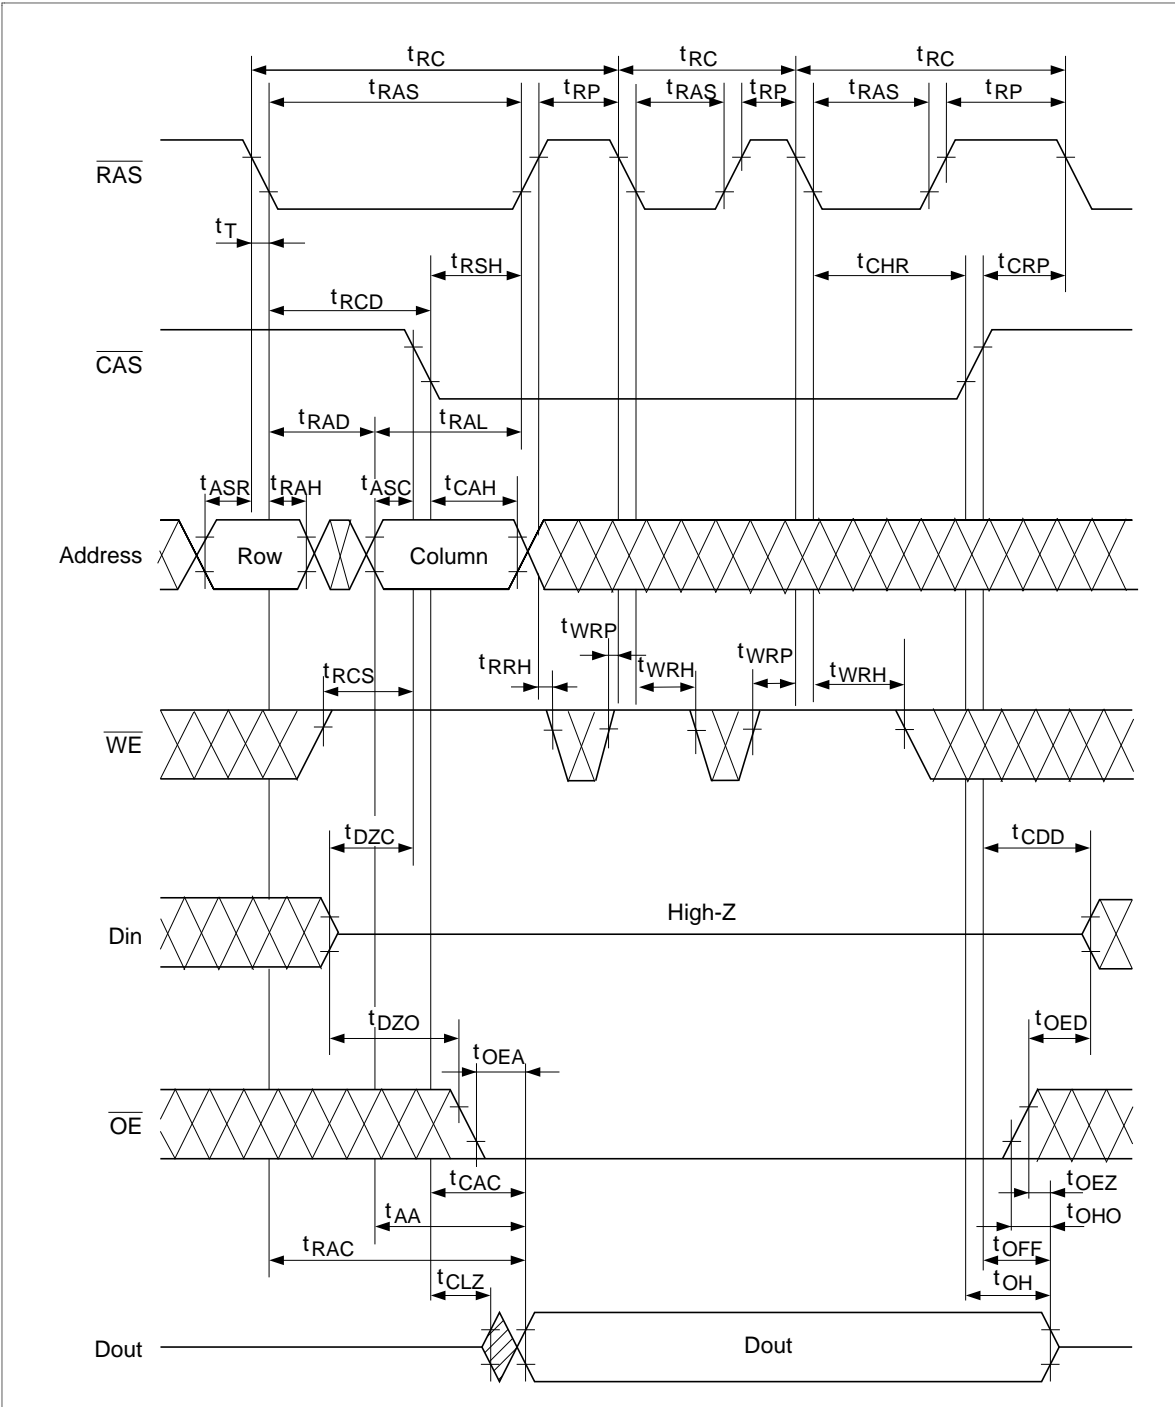 tRC tRC tRC
tRAS tRP tRAS tRP tRAS tRP
RAS
tT
tRSH tCHR tCRP
tRCD
CAS
tRAD tRAL
tASR tRAH tASC tCAH
Address Row Column
tWRP
tRRH tWRH tWRP tWRH
tRCS
WE
tDZC tCDD
High-Z
Din
tDZO tOED
tOEA
OE
tCAC tOEZ
tAA tOHO
tRAC tOFF
tCLZ tOH
Dout Dout